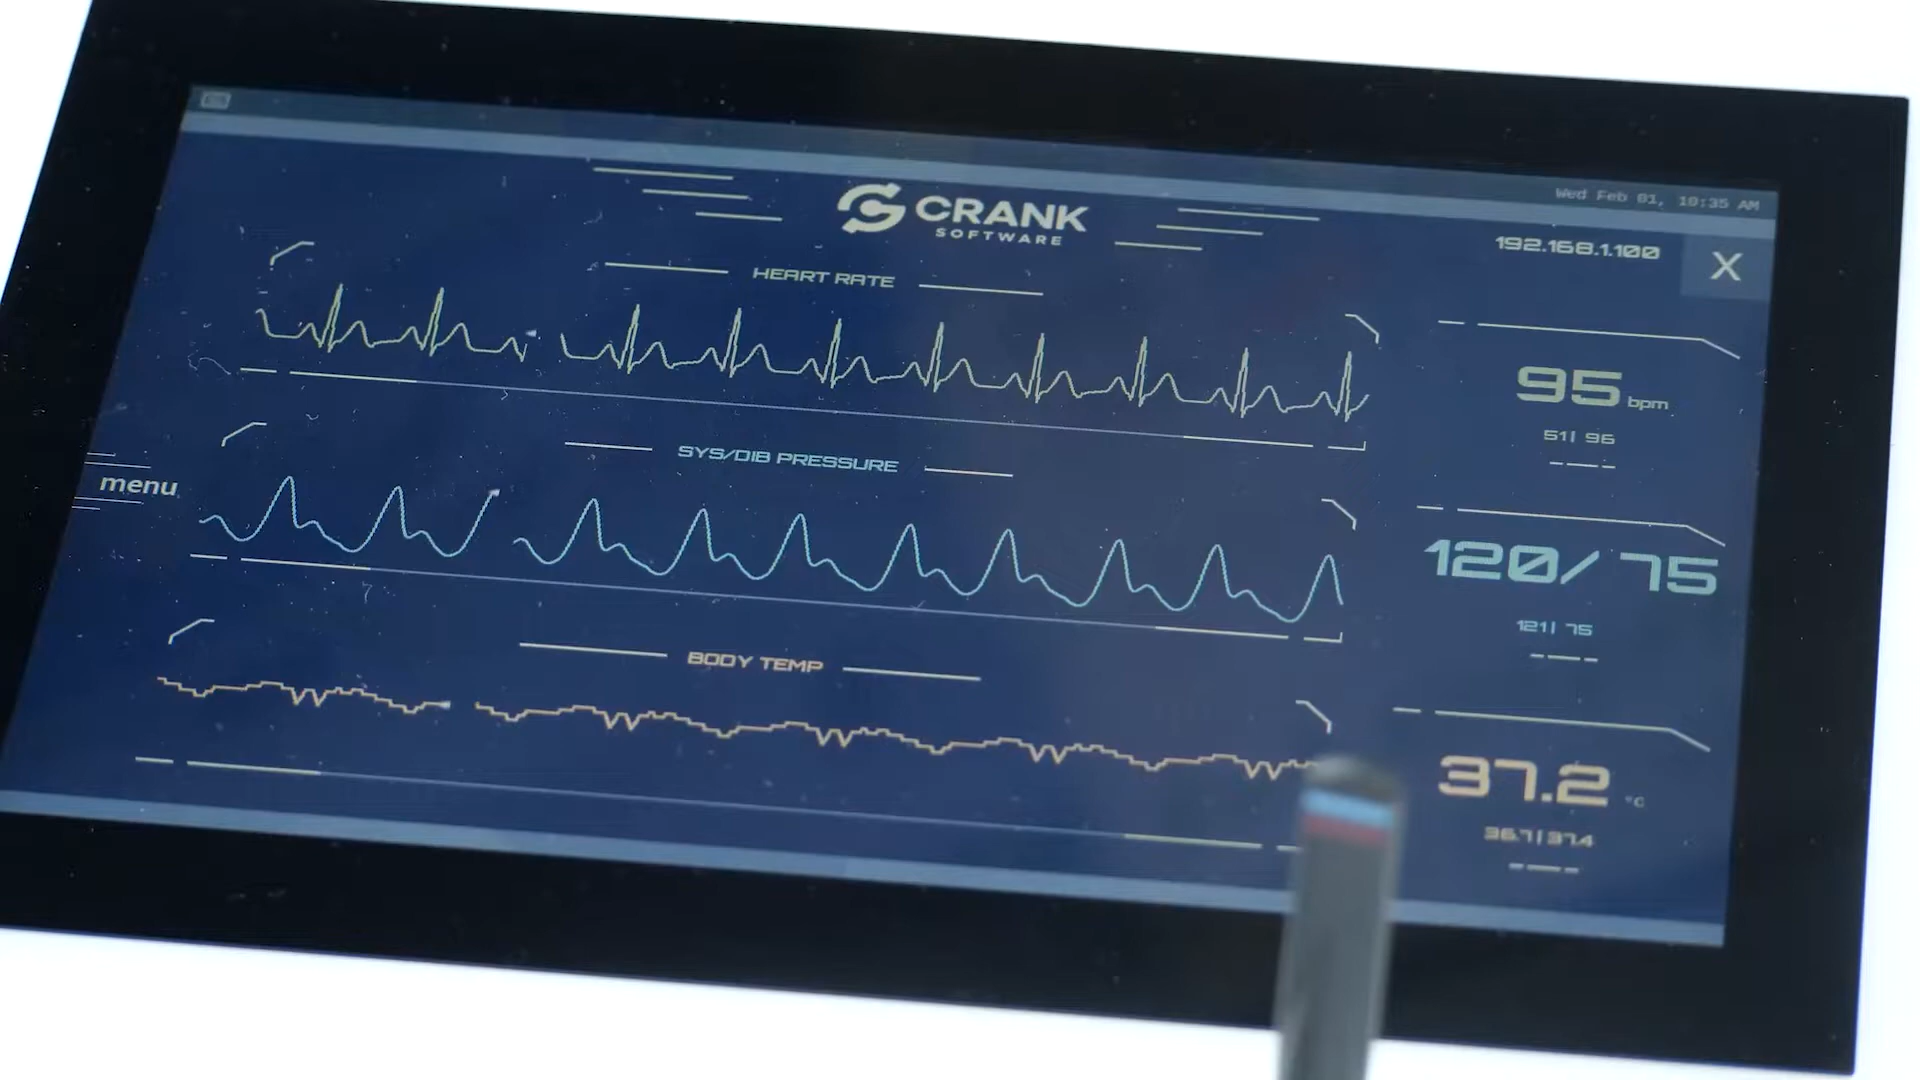 Wed Feb 01, 10:35 AM
CRANK
SOFTWARE
192.168.1.100
X
HEART RATE
95 bpm
51| 96
SYS/DIB PRESSURE
menu
120/75
121| 75
BODY TEMP
37.2 °C
36.7|37.4